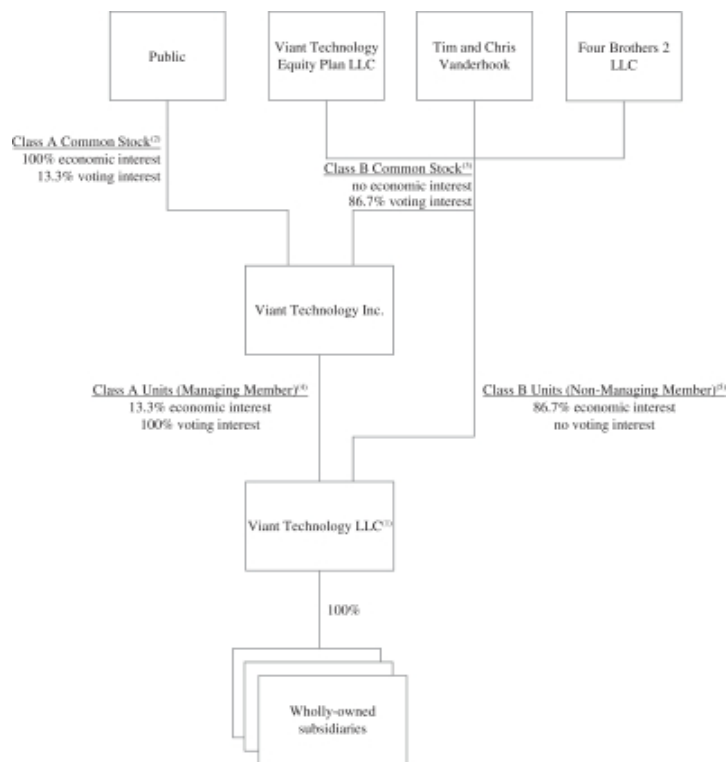 Public
Viant Technology
Equity Plan LLC
Tim and Chris
Vanderhook
Four Brothers 2
LLC
Class A Common Stock(2)
100% economic interest
13.3% voting interest
Class B Common Stock(3)
no economic interest
86.7% voting interest
Viant Technology Inc.
Class A Units (Managing Member)(4)
13.3% economic interest
100% voting interest
Class B Units (Non-Managing Member)(5)
86.7% economic interest
no voting interest
Viant Technology LLC(1)
100%
Wholly-owned
subsidiaries